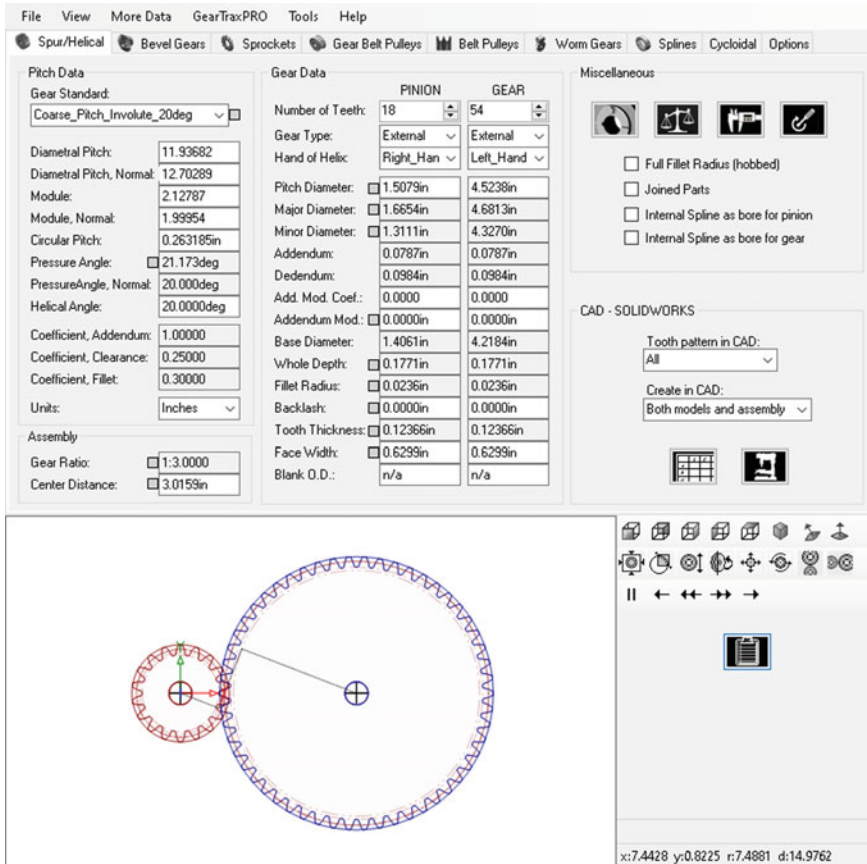 File View More Data GearTraxPRO Tools Help
Spur/Helical Bevel Gears Sprockets Gear Belt Pulleys Belt Pulleys Worm Gears Splines Cycloidal Options
Pitch Data
Gear Standard:
Coarse_Pitch_Involute_20deg
Diametral Pitch: 11.93682
Diametral Pitch, Normal: 12.70289
Module: 2.12787
Module, Normal: 1.99954
Circular Pitch: 0.263185in
Pressure Angle: 21.173deg
PressureAngle, Normal: 20.000deg
Helical Angle: 20.0000deg
Coefficient, Addendum: 1.00000
Coefficient, Clearance: 0.25000
Coefficient, Fillet: 0.30000
Units: Inches
Assembly
Gear Ratio: 1:3.0000
Center Distance: 3.0159in
Gear Data
PINION GEAR
Number of Teeth: 18 54
Gear Type: External External
Hand of Helix: Right_Han Left_Hand
Pitch Diameter: 1.5079in 4.5238in
Major Diameter: 1.6654in 4.6813in
Minor Diameter: 1.3111in 4.3270in
Addendum: 0.0787in 0.0787in
Dedendum: 0.0984in 0.0984in
Add. Mod. Coef.: 0.0000 0.0000
Addendum Mod.: 0.0000in 0.0000in
Base Diameter: 1.4061in 4.2184in
Whole Depth: 0.1771in 0.1771in
Fillet Radius: 0.0236in 0.0236in
Backlash: 0.0000in 0.0000in
Tooth Thickness: 0.12366in 0.12366in
Face Width: 0.6299in 0.6299in
Blank O.D.: n/a n/a
Miscellaneous
Full Fillet Radius (hobbed)
Joined Parts
Internal Spline as bore for pinion
Internal Spline as bore for gear
CAD - SOLIDWORKS
Tooth pattern in CAD:
All
Create in CAD:
Both models and assembly
x:7.4428 y:0.8225 r:7.4881 d:14.9762